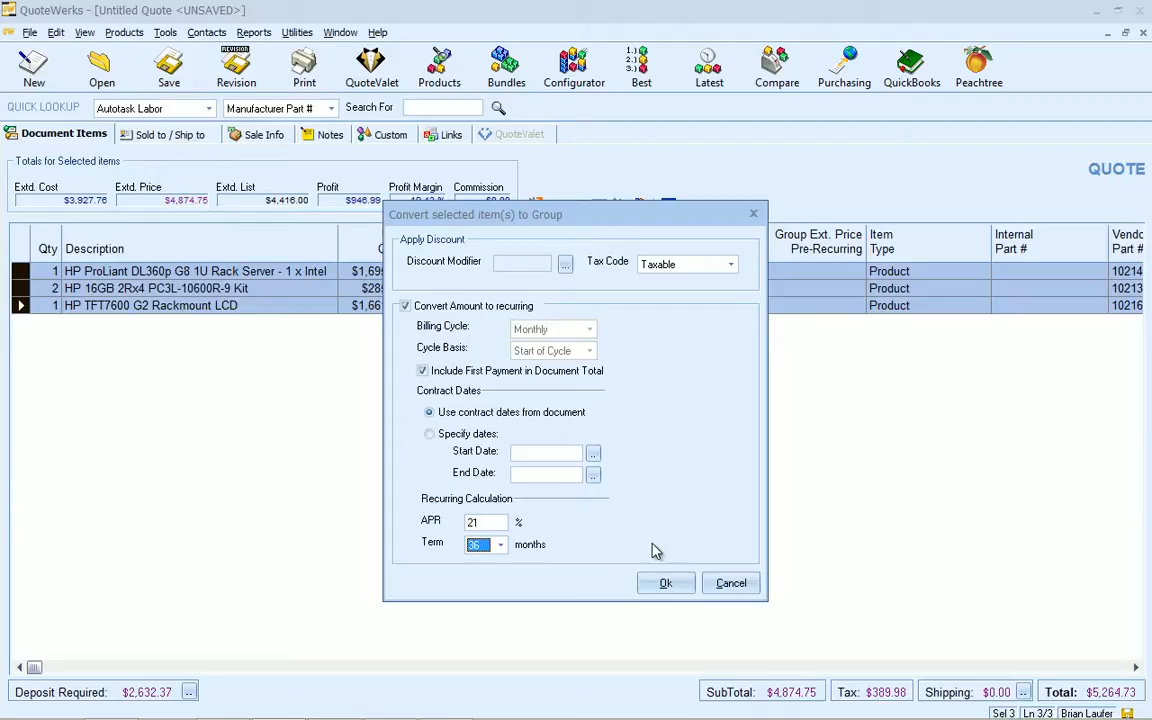 QuoteWerks - [Untitled Quote <UNSAVED>]
File Edit View Products Tools Contacts Reports Utilities Window Help
REVISION 1.) 2.) 3.)
New Open Save Revision Print QuoteValet Products Bundles Configurator Best Latest Compare Purchasing QuickBooks Peachtree
QUICK LOOKUP Autotask Labor Manufacturer Part # Search For
Document Items Sold to / Ship to Sale Info Notes Custom Links QuoteValet
Totals for Selected items
QUOTE
Extd. Cost Extd. Price Extd. List Profit Profit Margin Commission
$3,927.76 $4,874.75 $4,416.00 $946.99
Convert selected item(s) to Group
Qty Description
Group Ext. Price Pre-Recurring
Item Type
Internal Part #
Vendo Part #
1 HP ProLiant DL360p G8 1U Rack Server - 1 x Intel $1,69 Product 10214
2 HP 16GB 2Rx4 PC3L-10600R-9 Kit $28 Product 10213
1 HP TFT7600 G2 Rackmount LCD $1,66 Product 10216
Apply Discount
Discount Modifier ... Tax Code Taxable
Convert Amount to recurring
Billing Cycle: Monthly
Cycle Basis: Start of Cycle
Include First Payment in Document Total
Contract Dates
Use contract dates from document
Specify dates:
Start Date: ..
End Date: ..
Recurring Calculation
APR 21 %
Term 36 months
Ok Cancel
Deposit Required: $2,632.37 .. SubTotal: $4,874.75 Tax: $389.98 Shipping: $0.00 .. Total: $5,264.73
Sel 3 Ln 3/3 Brian Laufer